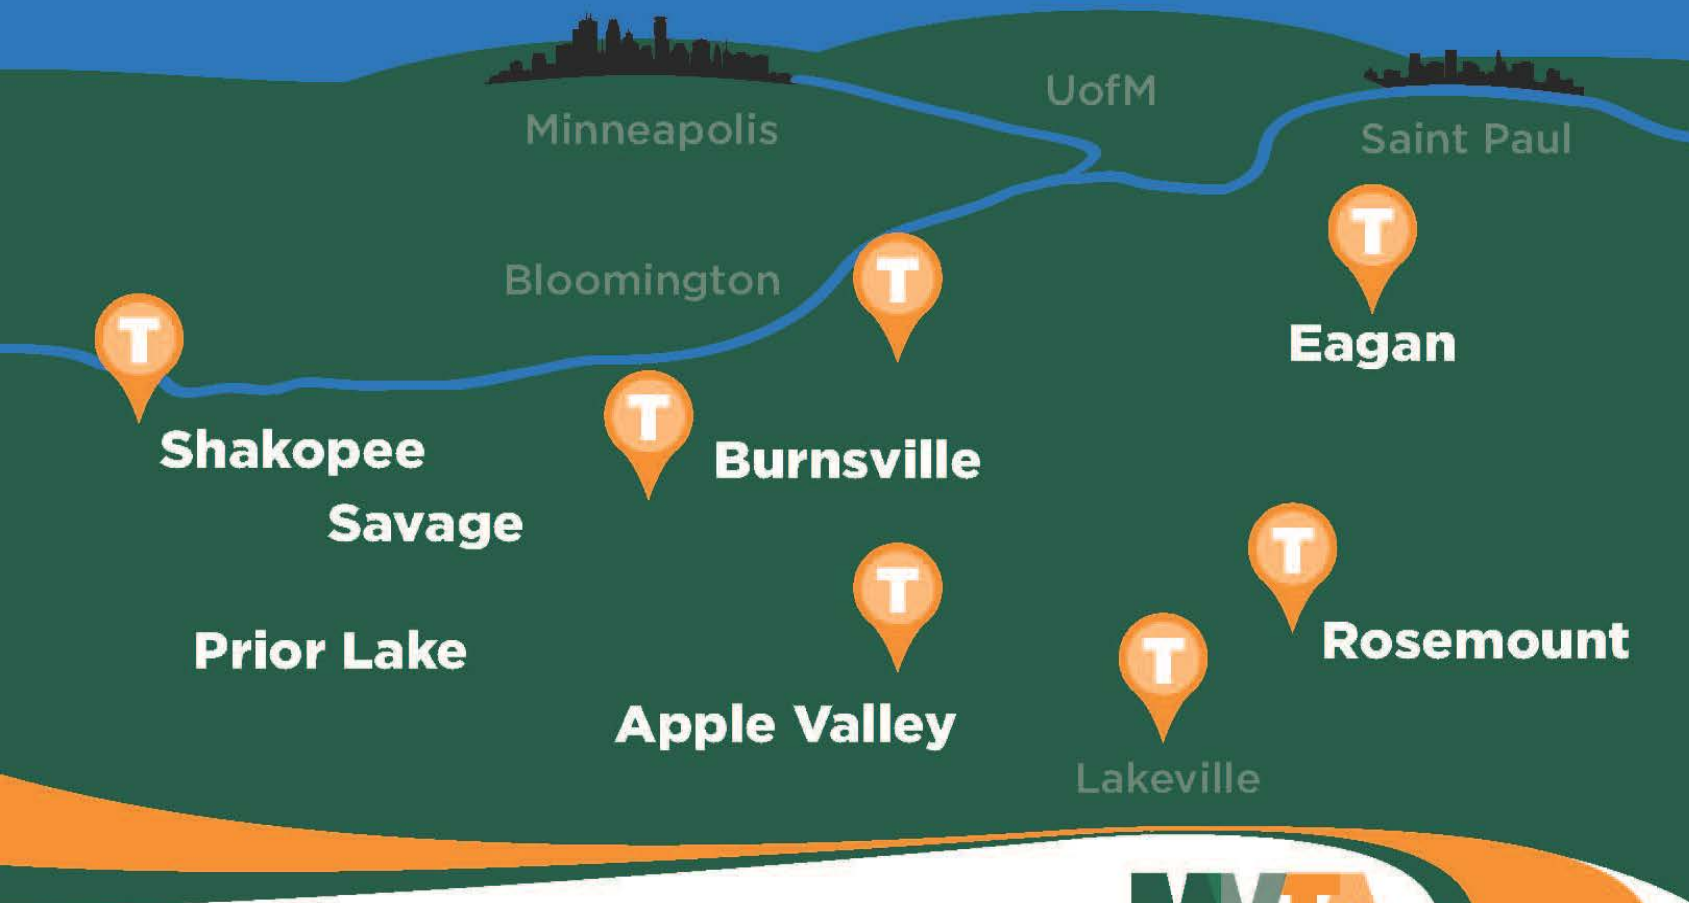 UofM
Minneapolis
Saint Paul
T
Bloomington
T
T
Eagan
T
Shakopee
Burnsville
Savage
T
T
Rosemount
Prior Lake
T
Apple Valley
Lakeville